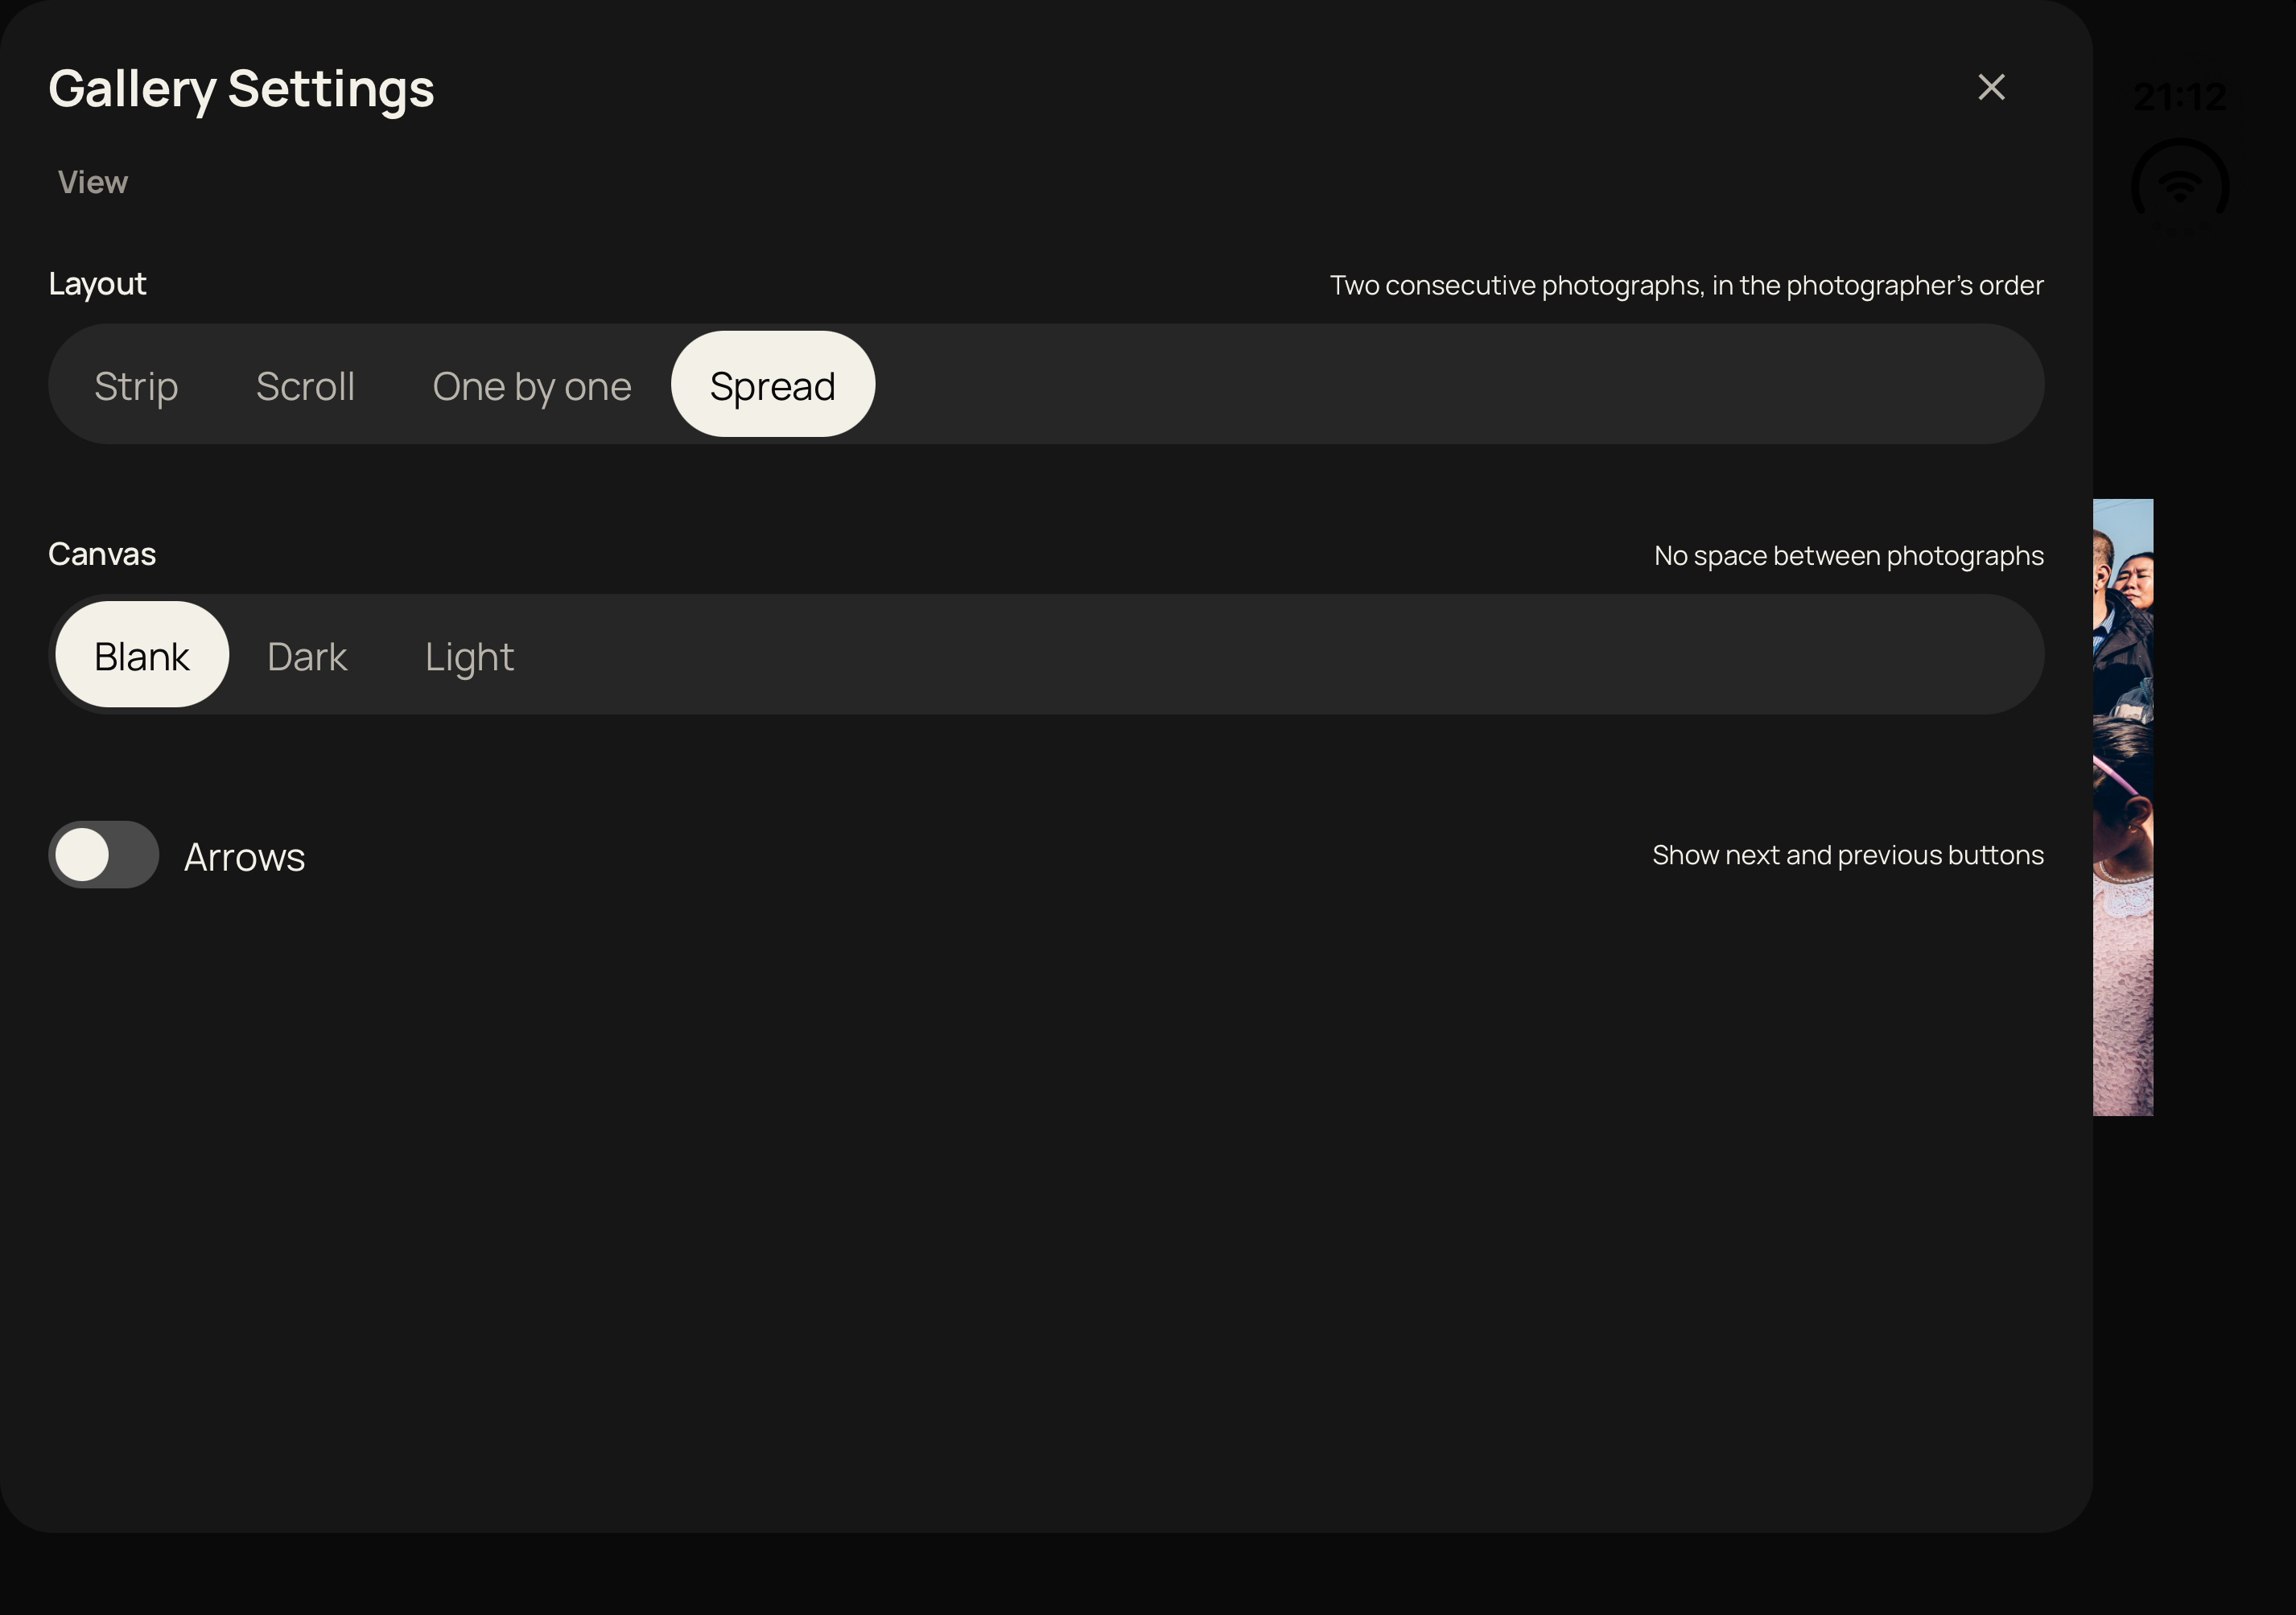 Gallery Settings
21:12
View
Layout
Two consecutive photographs, in the photographer's order
Strip Scroll One by one Spread
Canvas
No space between photographs
Blank Dark Light
Arrows
Show next and previous buttons